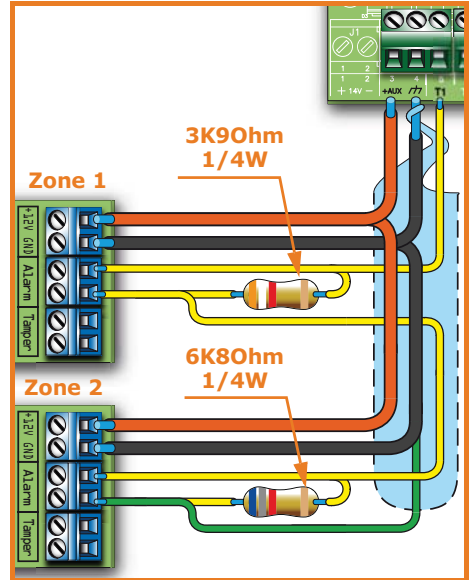 J1
1 2
1 2 3 4 5
+ 14V − +AUX T1
3K9Ohm
1/4W
Zone 1
+12V GND
Alarm
Tamper
6K8Ohm
1/4W
Zone 2
+12V GND
Alarm
Tamper